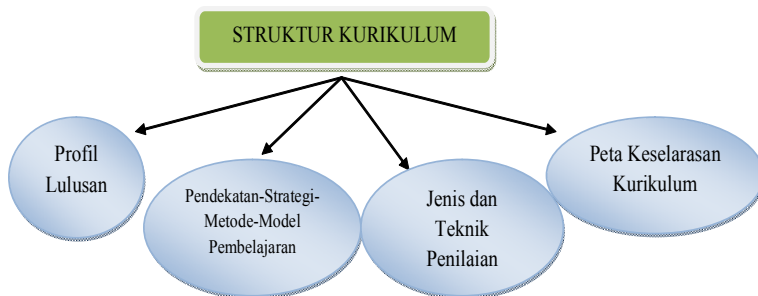 STRUKTUR KURIKULUM
Profil
Lulusan
Pendekatan-Strategi-
Metode-Model
Pembelajaran
Jenis dan
Teknik
Penilaian
Peta Keselarasan
Kurikulum